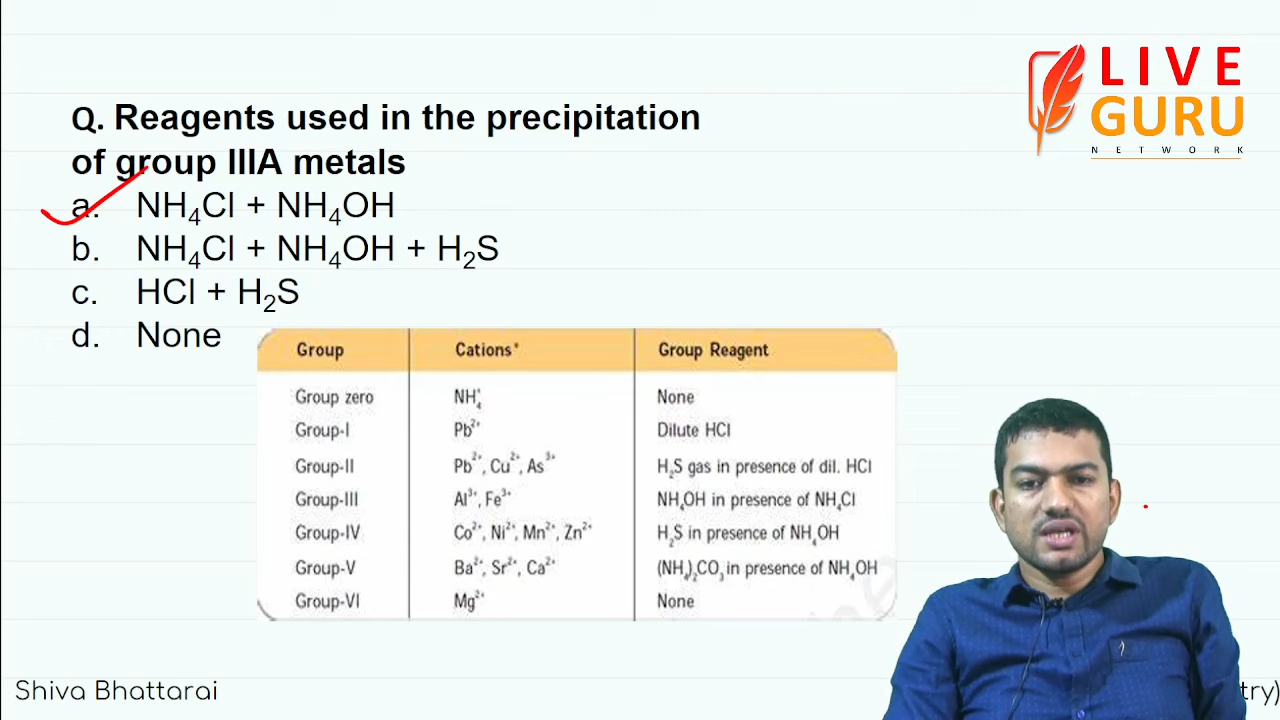 LIVE
GURU
NETWORK
Q. Reagents used in the precipitation
of group IIIA metals
a. NH₄Cl + NH₄OH
b. NH₄Cl + NH₄OH + H₂S
c. HCl + H₂S
d. None
Group Cations* Group Reagent
Group zero NH₄⁺ None
Group-I Pb²⁺ Dilute HCl
Group-II Pb²⁺, Cu²⁺, As³⁺ H₂S gas in presence of dil. HCl
Group-III Al³⁺, Fe³⁺ NH₄OH in presence of NH₄Cl
Group-IV Co²⁺, Ni²⁺, Mn²⁺, Zn²⁺ H₂S in presence of NH₄OH
Group-V Ba²⁺, Sr²⁺, Ca²⁺ (NH₄)₂CO₃ in presence of NH₄OH
Group-VI Mg²⁺ None
Shiva Bhattarai
try)